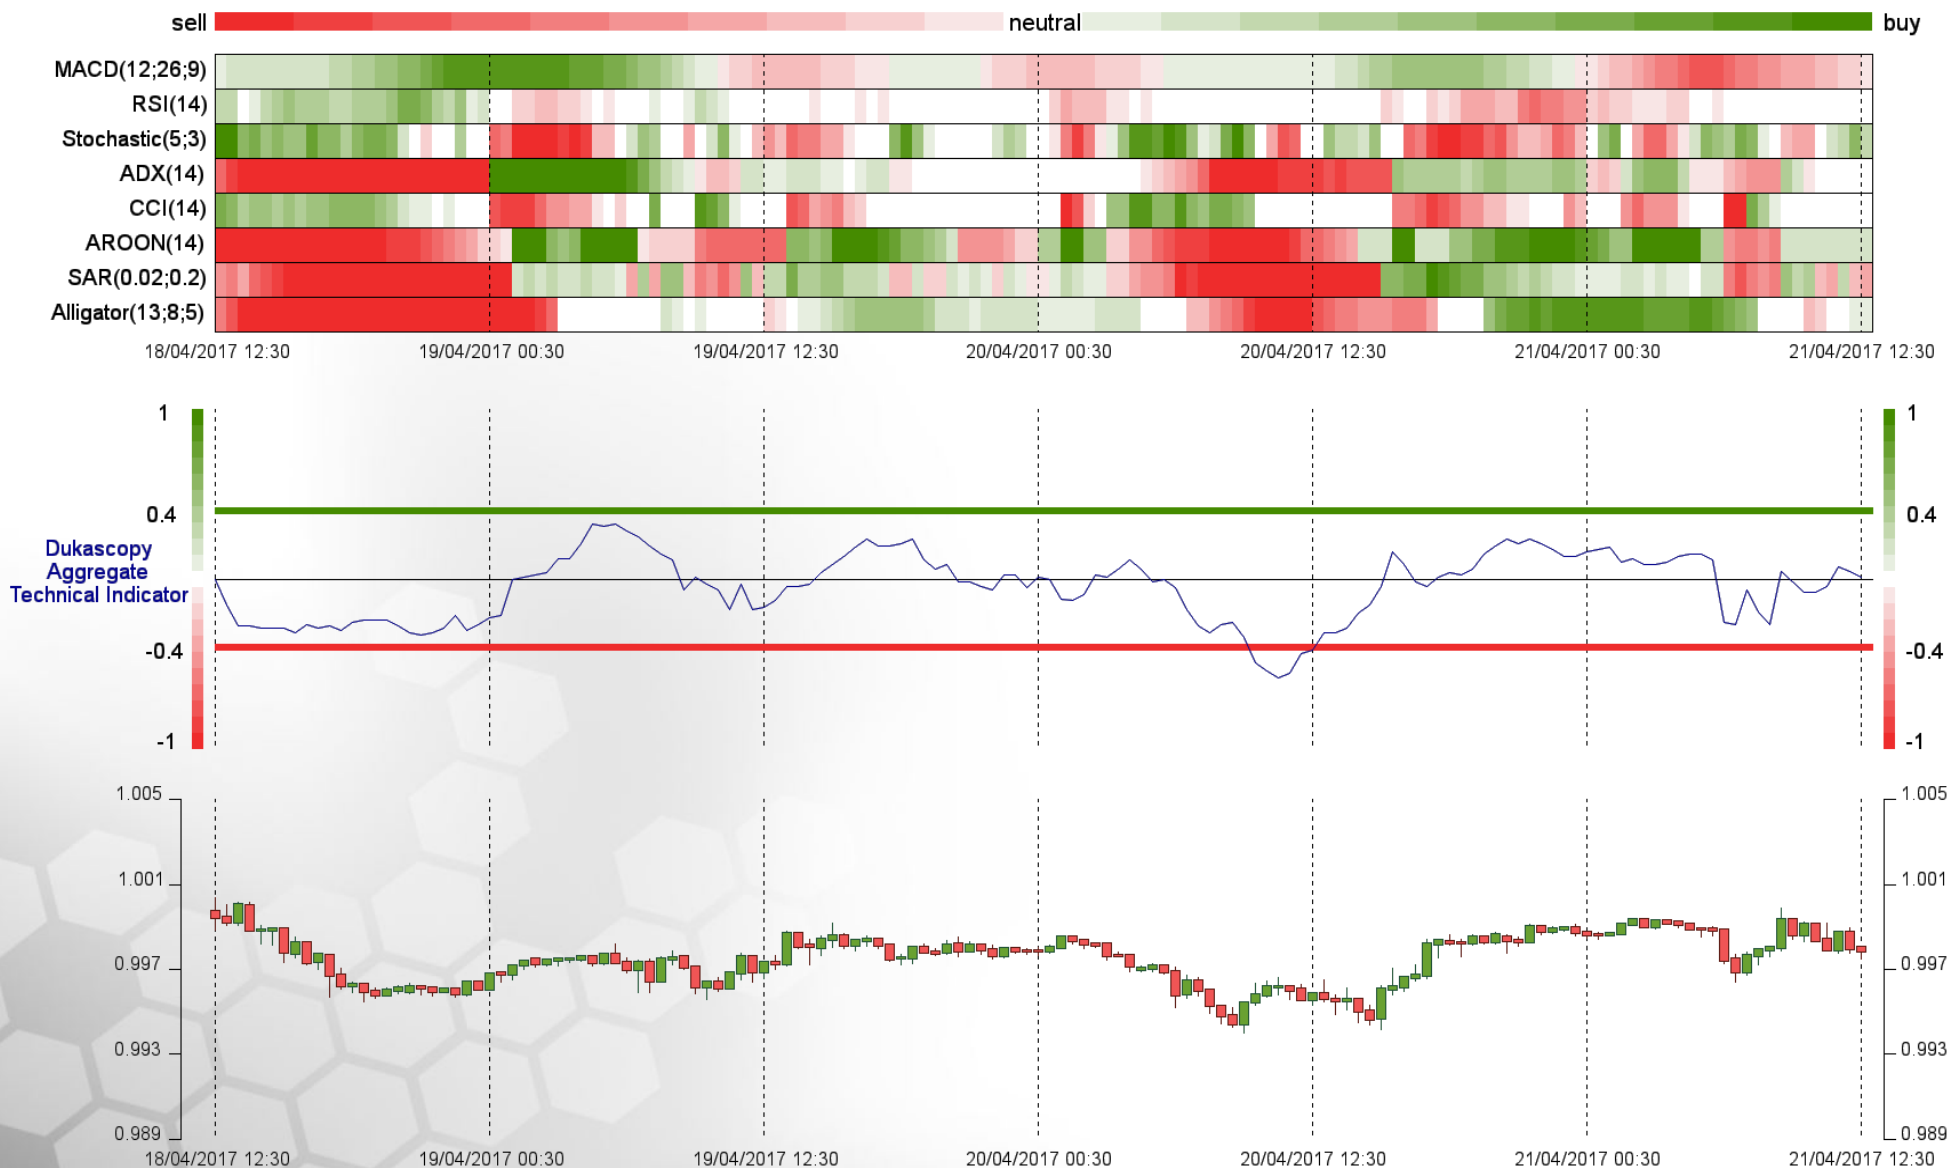 sell neutral buy
MACD(12;26;9)
RSI(14)
Stochastic(5;3)
ADX(14)
CCI(14)
AROON(14)
SAR(0.02;0.2)
Alligator(13;8;5)
18/04/2017 12:30 19/04/2017 00:30 19/04/2017 12:30 20/04/2017 00:30 20/04/2017 12:30 21/04/2017 00:30 21/04/2017 12:30
1 1
0.4 0.4
Dukascopy
Aggregate
Technical Indicator
-0.4 -0.4
-1 -1
1.005 1.005
1.001 1.001
0.997 0.997
0.993 0.993
0.989 0.989
18/04/2017 12:30 19/04/2017 00:30 19/04/2017 12:30 20/04/2017 00:30 20/04/2017 12:30 21/04/2017 00:30 21/04/2017 12:30